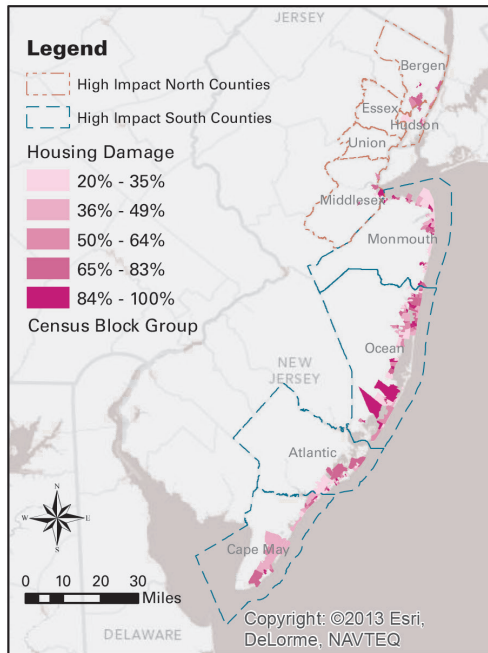 JERSEY
Legend
High Impact North Counties
High Impact South Counties
Housing Damage
20% - 35%
36% - 49%
50% - 64%
65% - 83%
84% - 100%
Census Block Group
Bergen
Essex
Hudson
Union
Middlesex
Monmouth
Ocean
NEW
JERSEY
Atlantic
Cape May
N
W
E
S
0 10 20 30
Miles
DELAWARE
Copyright: ©2013 Esri,
DeLorme, NAVTEQ